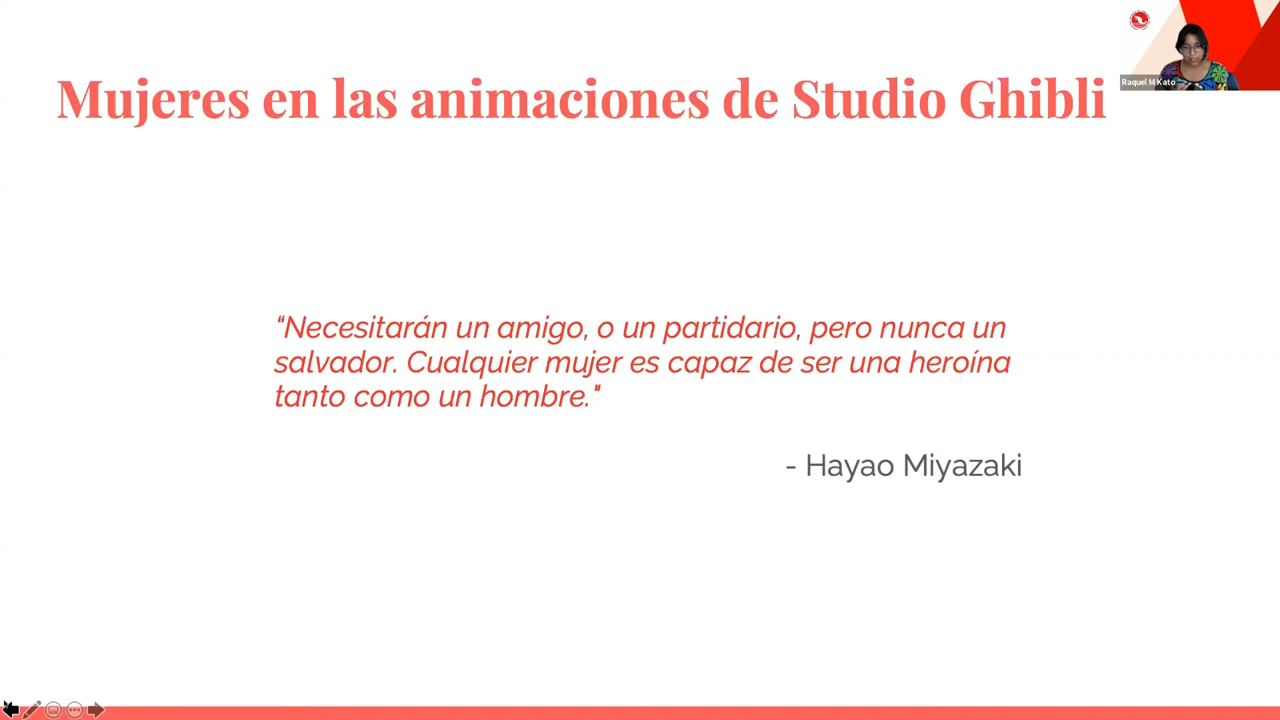 Mujeres en las animaciones de Studio Ghibli
Raquel M Kato
“Necesitarán un amigo, o un partidario, pero nunca un
salvador. Cualquier mujer es capaz de ser una heroína
tanto como un hombre."
- Hayao Miyazaki